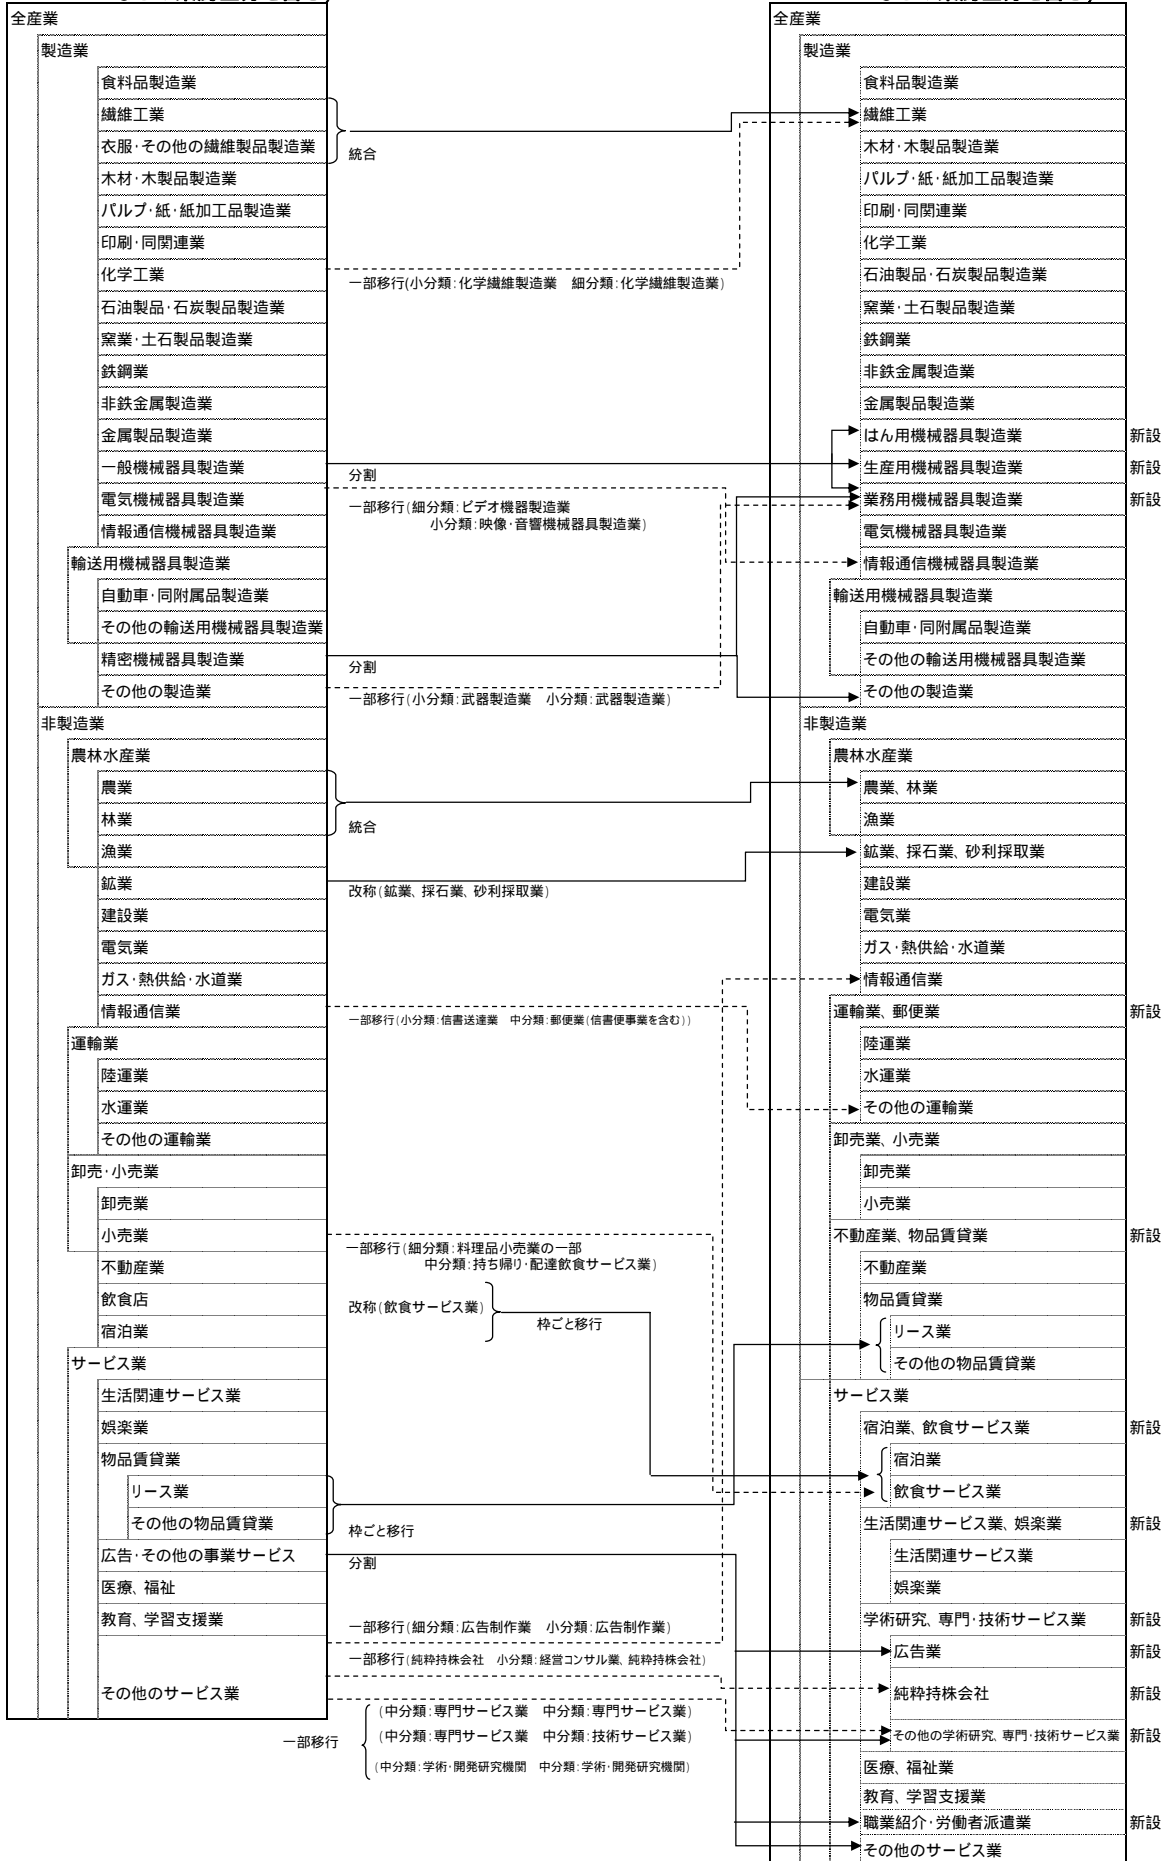 全産業
製造業
食料品製造業
繊維工業
衣服・その他の繊維製品製造業
木材・木製品製造業
パルプ・紙・紙加工品製造業
印刷・同関連業
化学工業
石油製品・石炭製品製造業
窯業・土石製品製造業
鉄鋼業
非鉄金属製造業
金属製品製造業
一般機械器具製造業
電気機械器具製造業
情報通信機械器具製造業
輸送用機械器具製造業
自動車・同附属品製造業
その他の輸送用機械器具製造業
精密機械器具製造業
その他の製造業
非製造業
農林水産業
農業
林業
漁業
鉱業
建設業
電気業
ガス・熱供給・水道業
情報通信業
運輸業
陸運業
水運業
その他の運輸業
卸売・小売業
卸売業
小売業
不動産業
飲食店
宿泊業
サービス業
生活関連サービス業
娯楽業
物品賃貸業
リース業
その他の物品賃貸業
広告・その他の事業サービス
医療、福祉
教育、学習支援業
その他のサービス業
統合
一部移行(小分類:化学繊維製造業　細分類:化学繊維製造業)
分割
一部移行(細分類:ビデオ機器製造業
小分類:映像・音響機械器具製造業)
分割
一部移行(小分類:武器製造業　小分類:武器製造業)
統合
改称(鉱業、採石業、砂利採取業)
一部移行(小分類:信書送達業　中分類:郵便業(信書便事業を含む))
一部移行(細分類:料理品小売業の一部
中分類:持ち帰り・配達飲食サービス業)
改称(飲食サービス業)
枠ごと移行
枠ごと移行
分割
一部移行(細分類:広告制作業　小分類:広告制作業)
一部移行(純粋持株会社　小分類:経営コンサル業、純粋持株会社)
一部移行
(中分類:専門サービス業　中分類:専門サービス業)
(中分類:専門サービス業　中分類:技術サービス業)
(中分類:学術・開発研究機関　中分類:学術・開発研究機関)
全産業
製造業
食料品製造業
繊維工業
木材・木製品製造業
パルプ・紙・紙加工品製造業
印刷・同関連業
化学工業
石油製品・石炭製品製造業
窯業・土石製品製造業
鉄鋼業
非鉄金属製造業
金属製品製造業
はん用機械器具製造業 新設
生産用機械器具製造業 新設
業務用機械器具製造業 新設
電気機械器具製造業
情報通信機械器具製造業
輸送用機械器具製造業
自動車・同附属品製造業
その他の輸送用機械器具製造業
その他の製造業
非製造業
農林水産業
農業、林業
漁業
鉱業、採石業、砂利採取業
建設業
電気業
ガス・熱供給・水道業
情報通信業
運輸業、郵便業 新設
陸運業
水運業
その他の運輸業
卸売業、小売業
卸売業
小売業
不動産業、物品賃貸業 新設
不動産業
物品賃貸業
リース業
その他の物品賃貸業
サービス業
宿泊業、飲食サービス業 新設
宿泊業
飲食サービス業
生活関連サービス業、娯楽業 新設
生活関連サービス業
娯楽業
学術研究、専門・技術サービス業 新設
広告業 新設
純粋持株会社 新設
その他の学術研究、専門・技術サービス業 新設
医療、福祉業
教育、学習支援業
職業紹介・労働者派遣業 新設
その他のサービス業